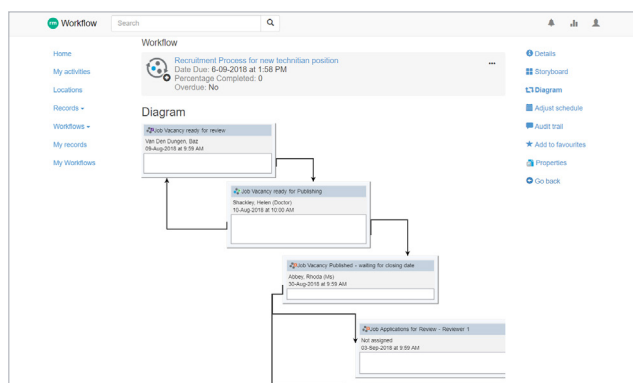 rm Workflow
Search
Home
My activities
Locations
Records
Workflows
My records
My Workflows
Workflow
Recruitment Process for new technitian position
Date Due: 6-09-2018 at 1:58 PM
Percentage Completed: 0
Overdue: No
...
Diagram
Job Vacancy ready for review
Van Den Dungen, Baz
09-Aug-2018 at 9:59 AM
Job Vacancy ready for Publishing
Shackley, Helen (Doctor)
10-Aug-2018 at 10:00 AM
Job Vacancy Published - waiting for closing date
Abbey, Rhoda (Ms)
30-Aug-2018 at 9:59 AM
Job Applications for Review - Reviewer 1
Not assigned
03-Sep-2018 at 9:59 AM
Details
Storyboard
Diagram
Adjust schedule
Audit trail
Add to favourites
Properties
Go back